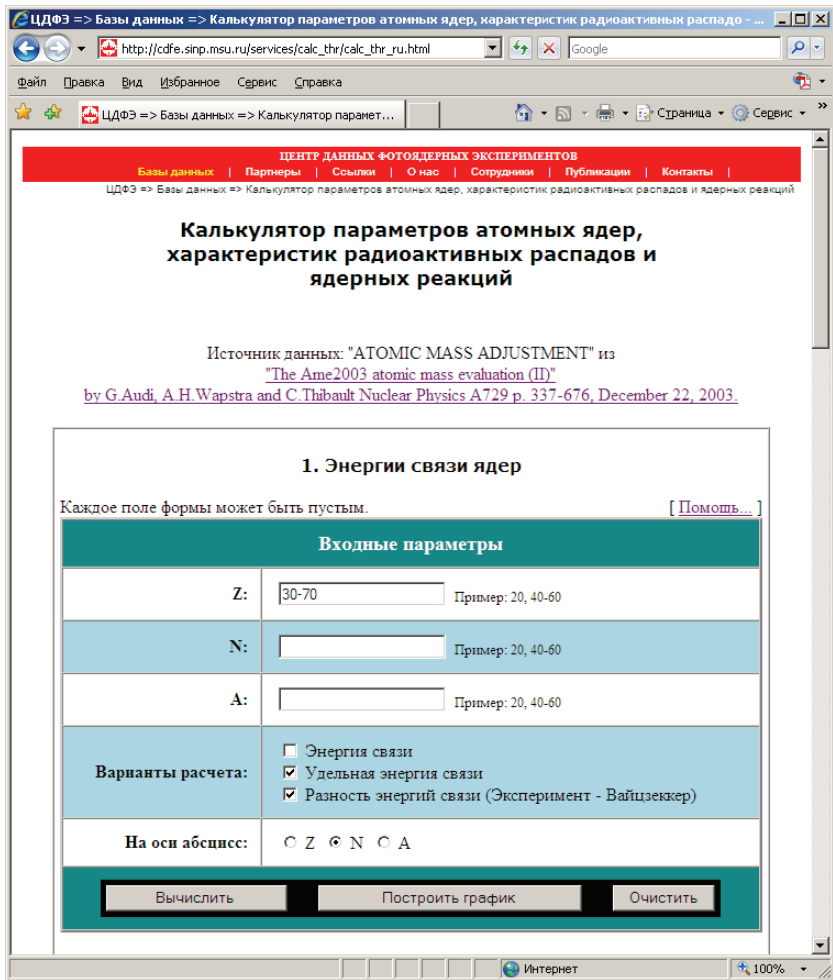 ЦДФЭ => Базы данных => Калькулятор параметров атомных ядер, характеристик радиоактивных распадо - ...
http://cdfe.sinp.msu.ru/services/calc_thr/calc_thr_ru.html
Google
Файл Правка Вид Избранное Сервис Справка
ЦДФЭ => Базы данных => Калькулятор парамет...
Страница Сервис »
ЦЕНТР ДАННЫХ ФОТОЯДЕРНЫХ ЭКСПЕРИМЕНТОВ
Базы данных | Партнеры | Ссылки | О нас | Сотрудники | Публикации | Контакты |
ЦДФЭ => Базы данных => Калькулятор параметров атомных ядер, характеристик радиоактивных распадов и ядерных реакций
Калькулятор параметров атомных ядер,
характеристик радиоактивных распадов и
ядерных реакций
Источник данных: "ATOMIC MASS ADJUSTMENT" из
"The Ame2003 atomic mass evaluation (II)"
by G.Audi, A.H.Wapstra and C.Thibault Nuclear Physics A729 p. 337-676, December 22, 2003.
1. Энергии связи ядер
Каждое поле формы может быть пустым. [ Помощь... ]
Входные параметры
Z: 30-70 Пример: 20, 40-60
N: Пример: 20, 40-60
A: Пример: 20, 40-60
Варианты расчета:
Энергия связи
Удельная энергия связи
Разность энергий связи (Эксперимент - Вайцзеккер)
На оси абсцисс: Z N A
Вычислить Построить график Очистить
Интернет 100%